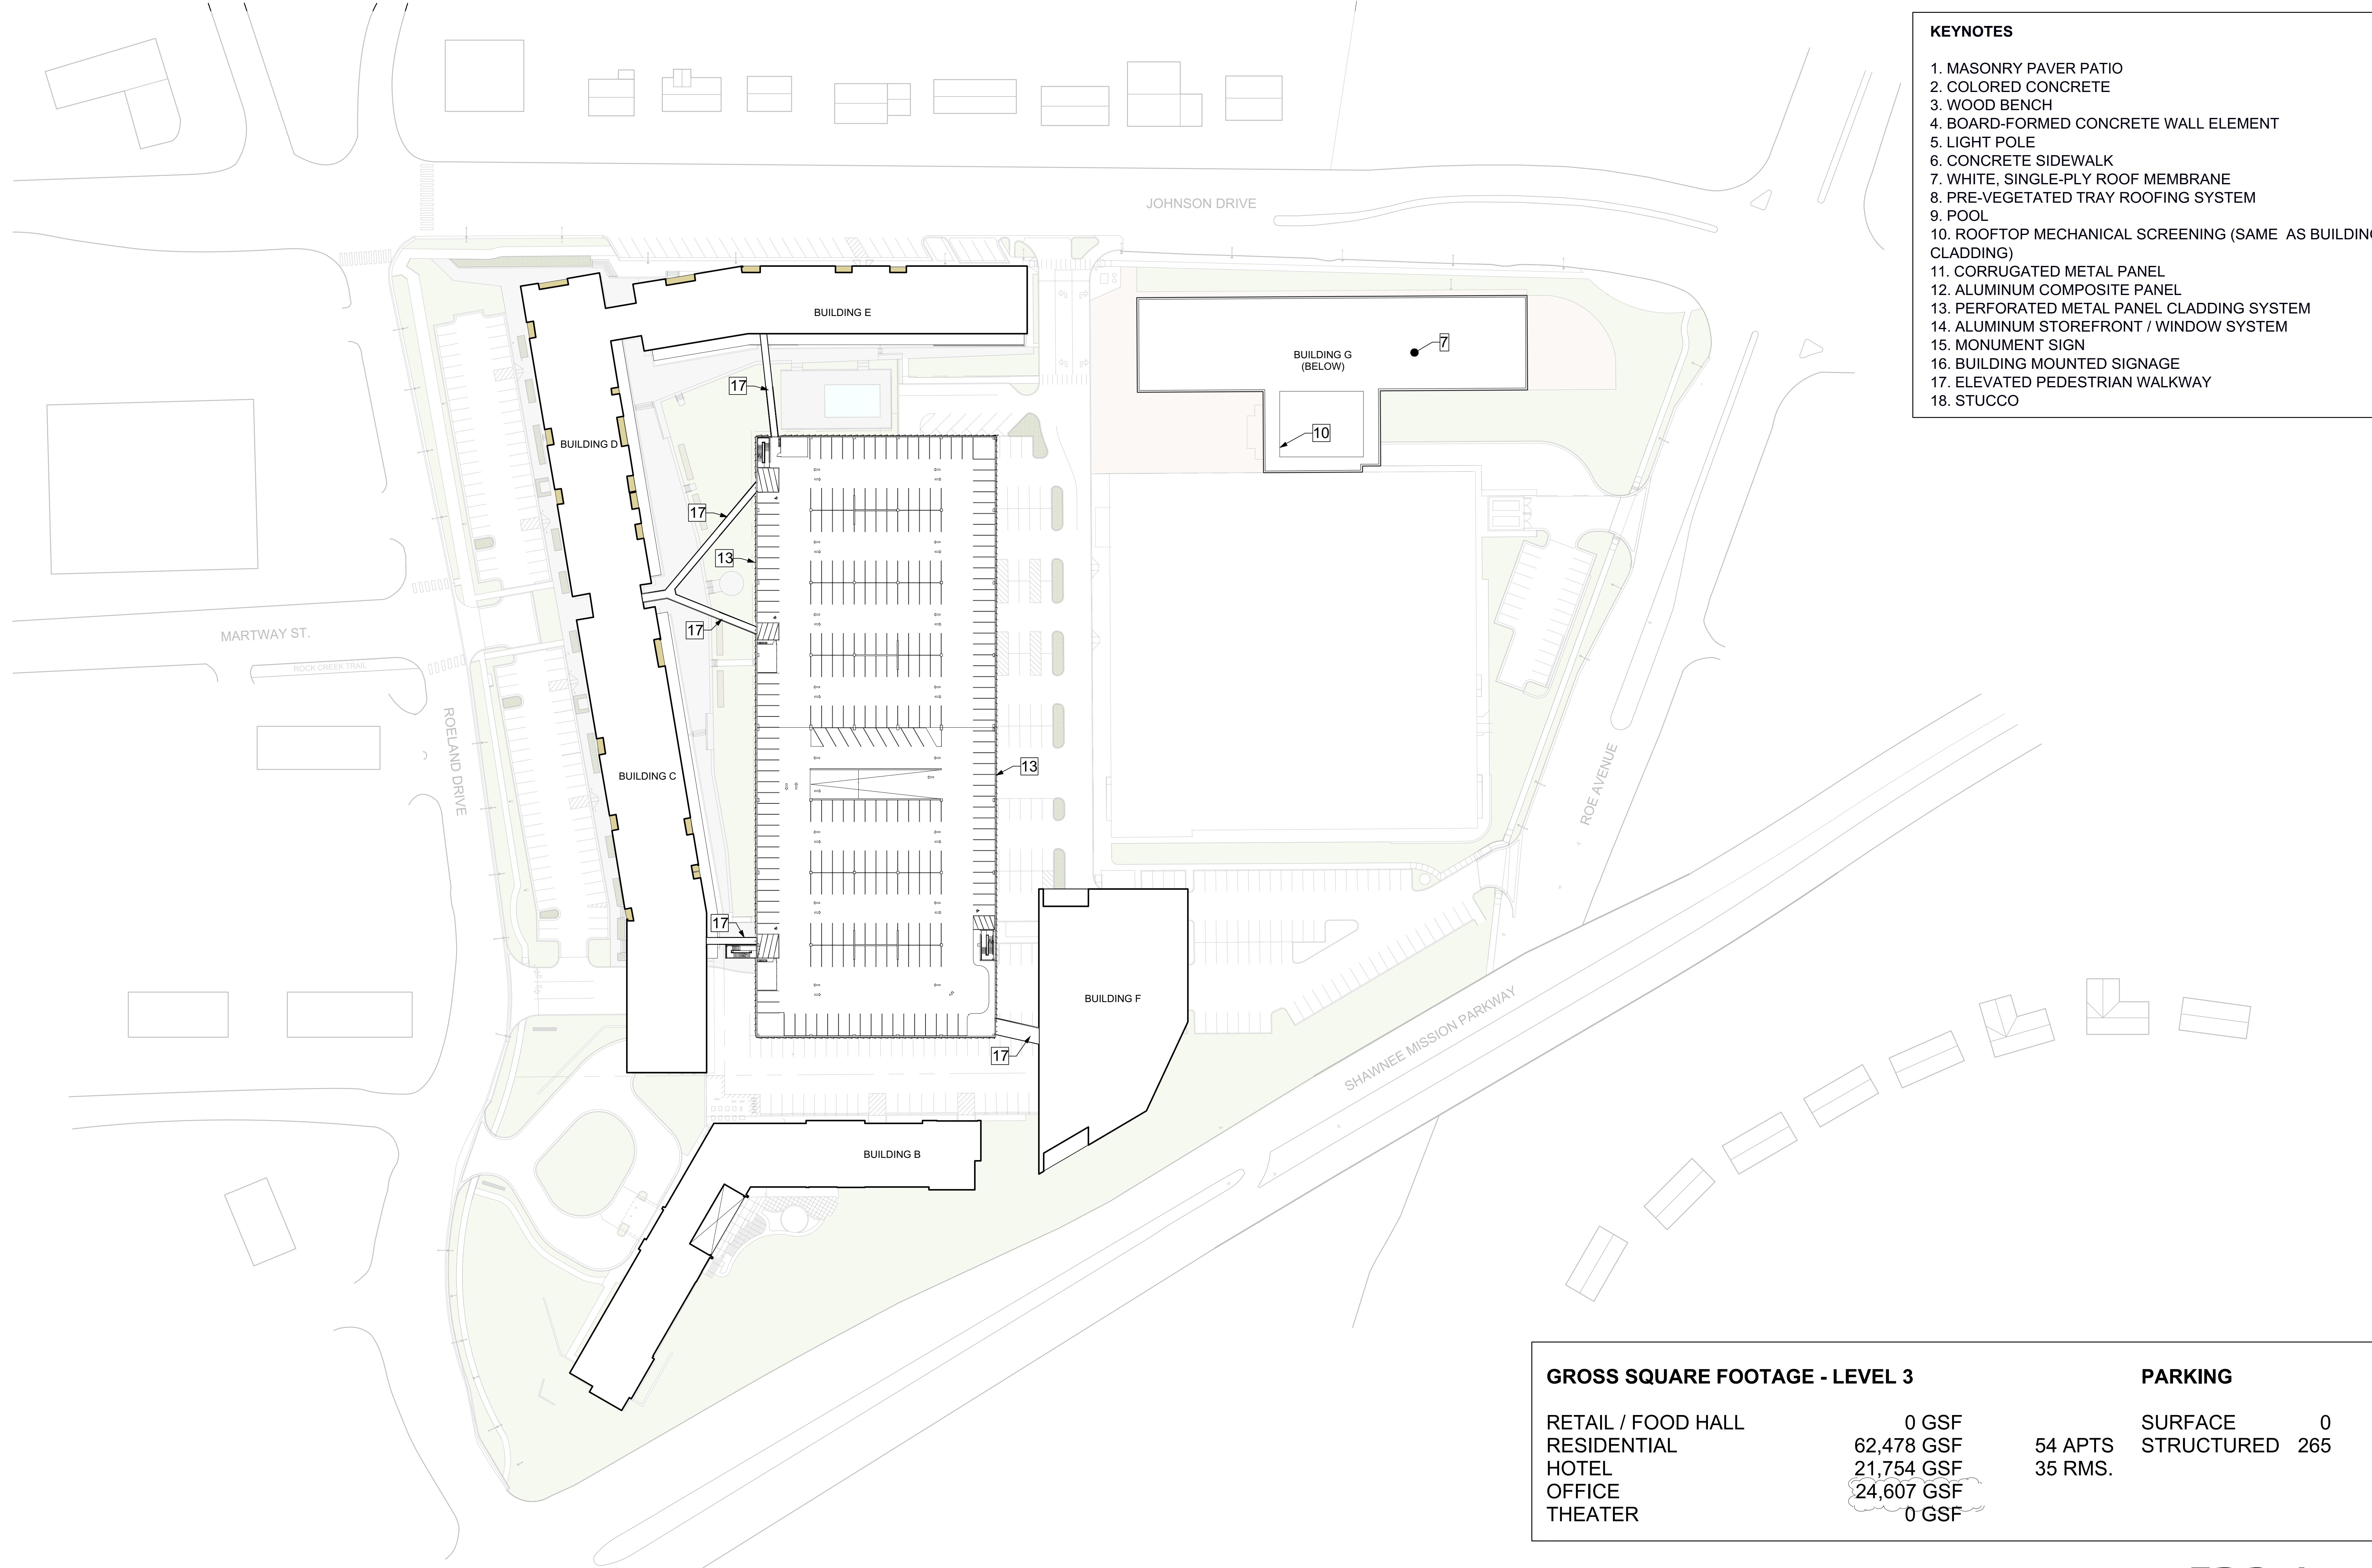 KEYNOTES
1. MASONRY PAVER PATIO
2. COLORED CONCRETE
3. WOOD BENCH
4. BOARD-FORMED CONCRETE WALL ELEMENT
5. LIGHT POLE
6. CONCRETE SIDEWALK
7. WHITE, SINGLE-PLY ROOF MEMBRANE
8. PRE-VEGETATED TRAY ROOFING SYSTEM
9. POOL
10. ROOFTOP MECHANICAL SCREENING (SAME AS BUILDING
CLADDING)
11. CORRUGATED METAL PANEL
12. ALUMINUM COMPOSITE PANEL
13. PERFORATED METAL PANEL CLADDING SYSTEM
14. ALUMINUM STOREFRONT / WINDOW SYSTEM
15. MONUMENT SIGN
16. BUILDING MOUNTED SIGNAGE
17. ELEVATED PEDESTRIAN WALKWAY
18. STUCCO
JOHNSON DRIVE
BUILDING E
BUILDING G
(BELOW)
7
17
10
BUILDING D
17
13
17
MARTWAY ST.
ROCK CREEK TRAIL
ROELAND DRIVE
BUILDING C
13
ROE AVENUE
17
BUILDING F
17
SHAWNEE MISSION PARKWAY
BUILDING B
GROSS SQUARE FOOTAGE - LEVEL 3 PARKING
RETAIL / FOOD HALL 0 GSF SURFACE 0
RESIDENTIAL 62,478 GSF 54 APTS STRUCTURED 265
HOTEL 21,754 GSF 35 RMS.
OFFICE 24,607 GSF
THEATER 0 GSF